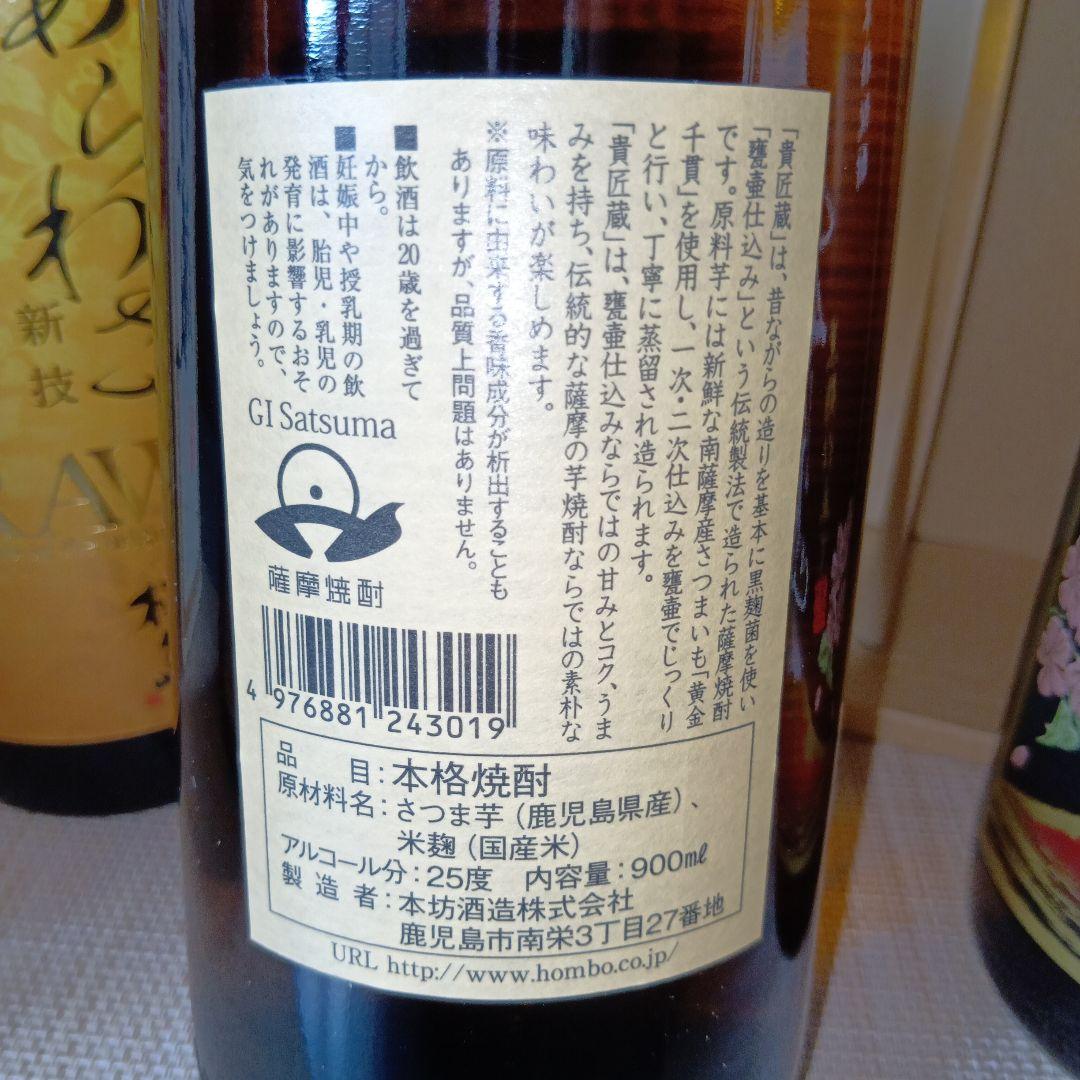 「貴匠蔵」は、昔ながらの造りを基本に黒麹菌を使い
「甕壷仕込み」という伝統製法で造られた薩摩焼酎
です。原料芋には新鮮な南薩摩産さつまいも「黄金
千貫」を使用し、一次・二次仕込みを甕壷でじっくり
と行い、丁寧に蒸留され造られます。
「貴匠蔵」は、甕壷仕込みならではの甘みとコク、うま
みを持ち、伝統的な薩摩の芋焼酎ならではの素朴な
味わいが楽しめます。
※原料に由来する香味成分が析出することも
ありますが、品質上問題はありません。
■飲酒は20歳を過ぎて
から。
■妊娠中や授乳期の飲
酒は、胎児・乳児の
発育に影響するおそ
れがありますので、
気をつけましょう。
GI Satsuma
薩摩焼酎
4 976881 243019
品目:本格焼酎
原材料名:さつま芋(鹿児島県産)、
米麹(国産米)
アルコール分:25度 内容量:900㎖
製造者:本坊酒造株式会社
鹿児島市南栄3丁目27番地
URL http://www.hombo.co.jp/
あらわざ
新技